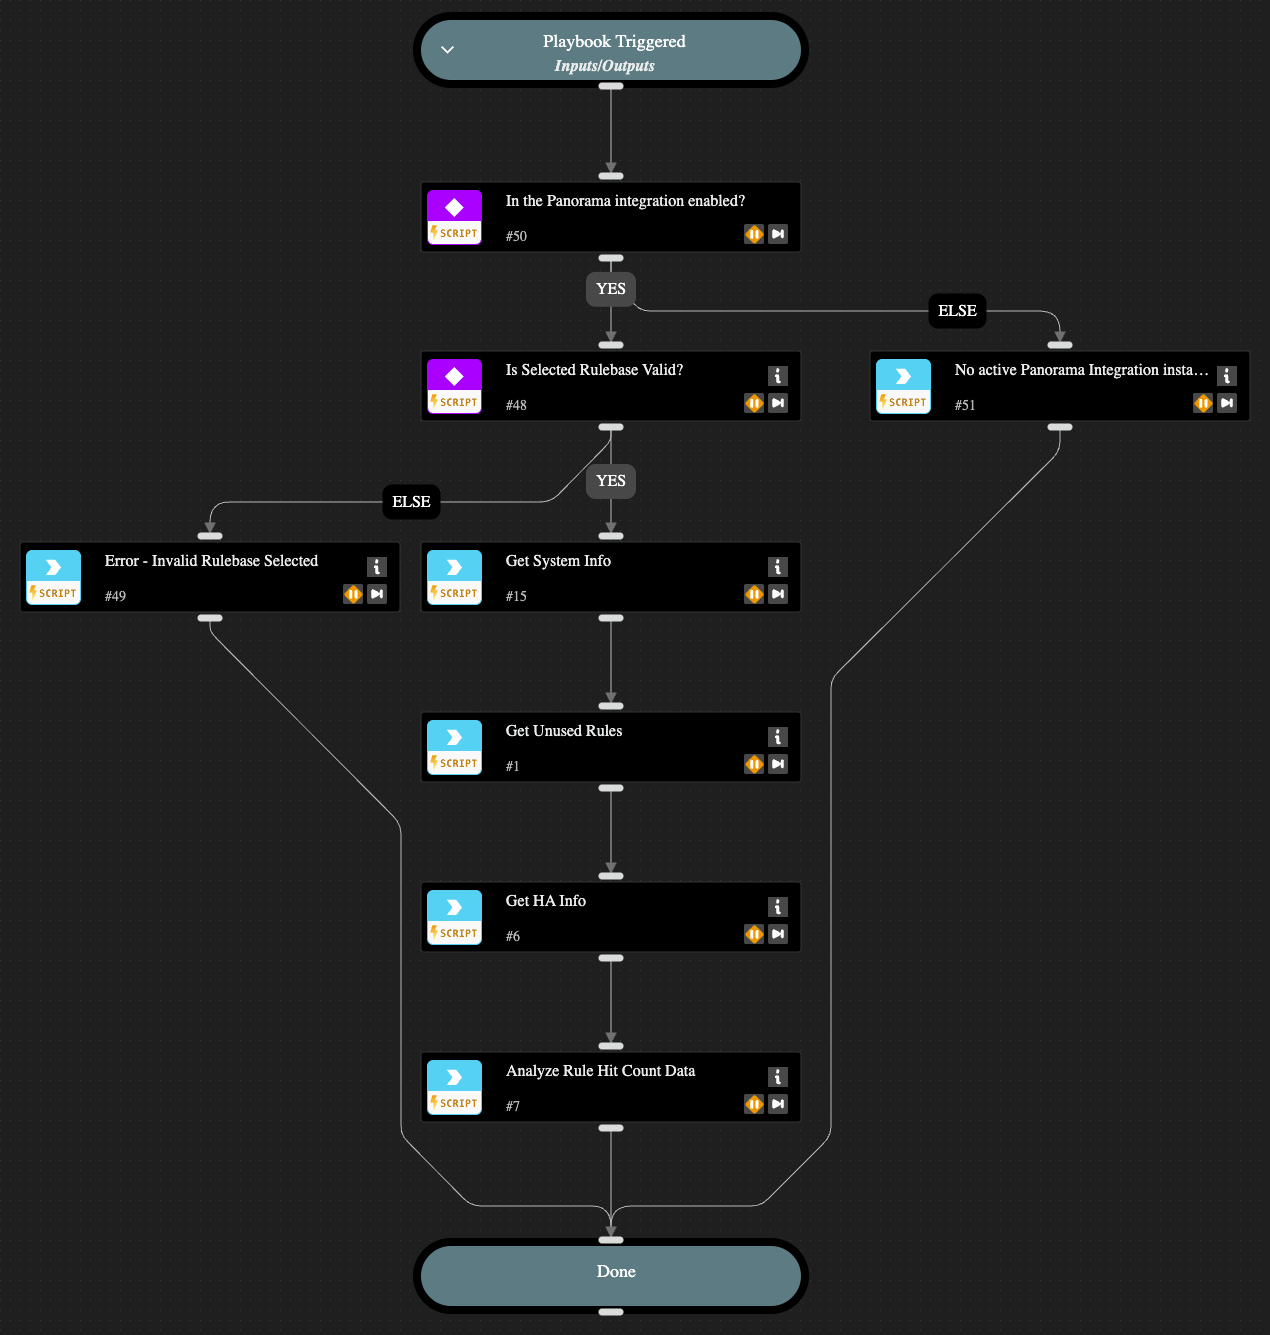 Playbook Triggered
Inputs/Outputs
In the Panorama integration enabled?
SCRIPT
#50
YES
ELSE
Is Selected Rulebase Valid?
SCRIPT
#48
No active Panorama Integration insta...
SCRIPT
#51
ELSE
YES
Error - Invalid Rulebase Selected
SCRIPT
#49
Get System Info
SCRIPT
#15
Get Unused Rules
SCRIPT
#1
Get HA Info
SCRIPT
#6
Analyze Rule Hit Count Data
SCRIPT
#7
Done